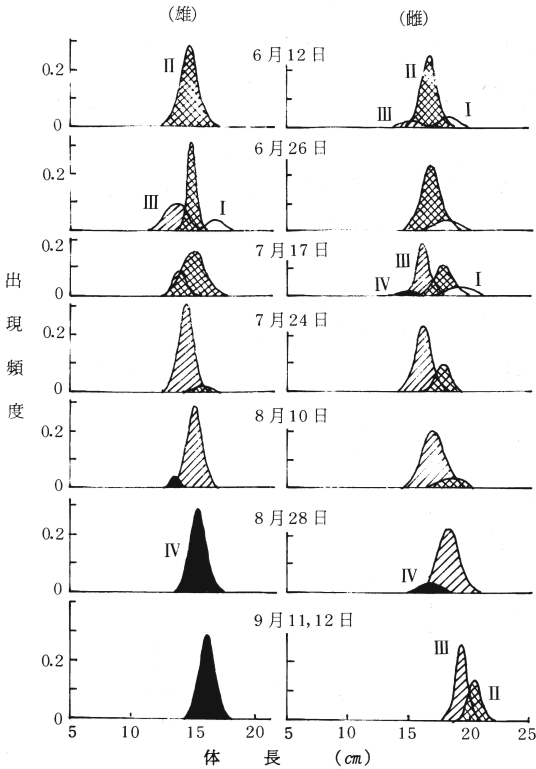 (雄) (雌)
0.2 II 6月12日 II
0 III I
0.2 III I 6月26日
0.2 7月17日 III
0 IV I
0.2 7月24日
0
0.2 8月10日
0
0.2 IV 8月28日 IV
0
0.2 9月11,12日 III
0 II
5 10 15 20 5 10 15 20 25
体長 (cm)
出現頻度